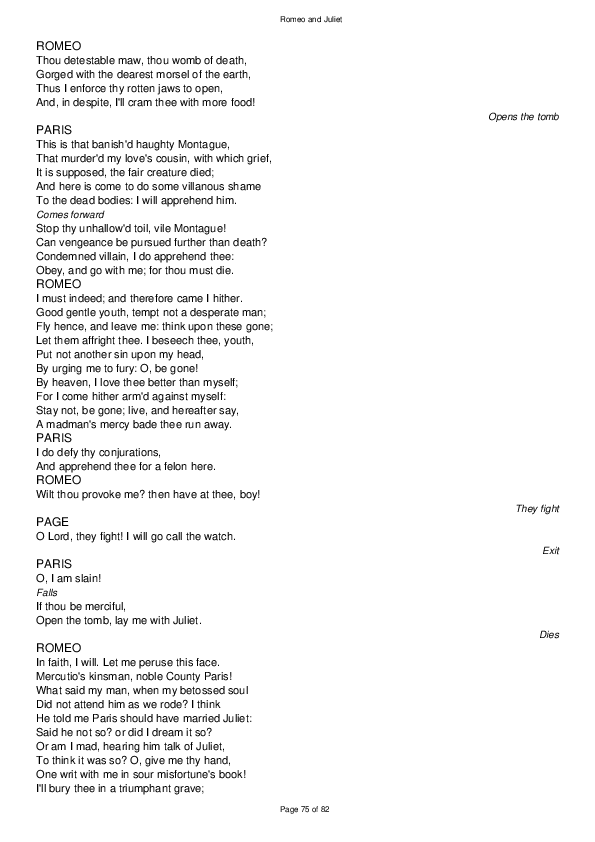 Romeo and Juliet
ROMEO
Thou detestable maw, thou womb of death,
Gorged with the dearest morsel of the earth,
Thus I enforce thy rotten jaws to open,
And, in despite, I'll cram thee with more food!
Opens the tomb
PARIS
This is that banish'd haughty Montague,
That murder'd my love's cousin, with which grief,
It is supposed, the fair creature died;
And here is come to do some villanous shame
To the dead bodies: I will apprehend him.
Comes forward
Stop thy unhallow'd toil, vile Montague!
Can vengeance be pursued further than death?
Condemned villain, I do apprehend thee:
Obey, and go with me; for thou must die.
ROMEO
I must indeed; and therefore came I hither.
Good gentle youth, tempt not a desperate man;
Fly hence, and leave me: think upon these gone;
Let them affright thee. I beseech thee, youth,
Put not another sin upon my head,
By urging me to fury: O, be gone!
By heaven, I love thee better than myself;
For I come hither arm'd against myself:
Stay not, be gone; live, and hereafter say,
A madman's mercy bade thee run away.
PARIS
I do defy thy conjurations,
And apprehend thee for a felon here.
ROMEO
Wilt thou provoke me? then have at thee, boy!
They fight
PAGE
O Lord, they fight! I will go call the watch.
Exit
PARIS
O, I am slain!
Falls
If thou be merciful,
Open the tomb, lay me with Juliet.
Dies
ROMEO
In faith, I will. Let me peruse this face.
Mercutio's kinsman, noble County Paris!
What said my man, when my betossed soul
Did not attend him as we rode? I think
He told me Paris should have married Juliet:
Said he not so? or did I dream it so?
Or am I mad, hearing him talk of Juliet,
To think it was so? O, give me thy hand,
One writ with me in sour misfortune's book!
I'll bury thee in a triumphant grave;
Page 75 of 82